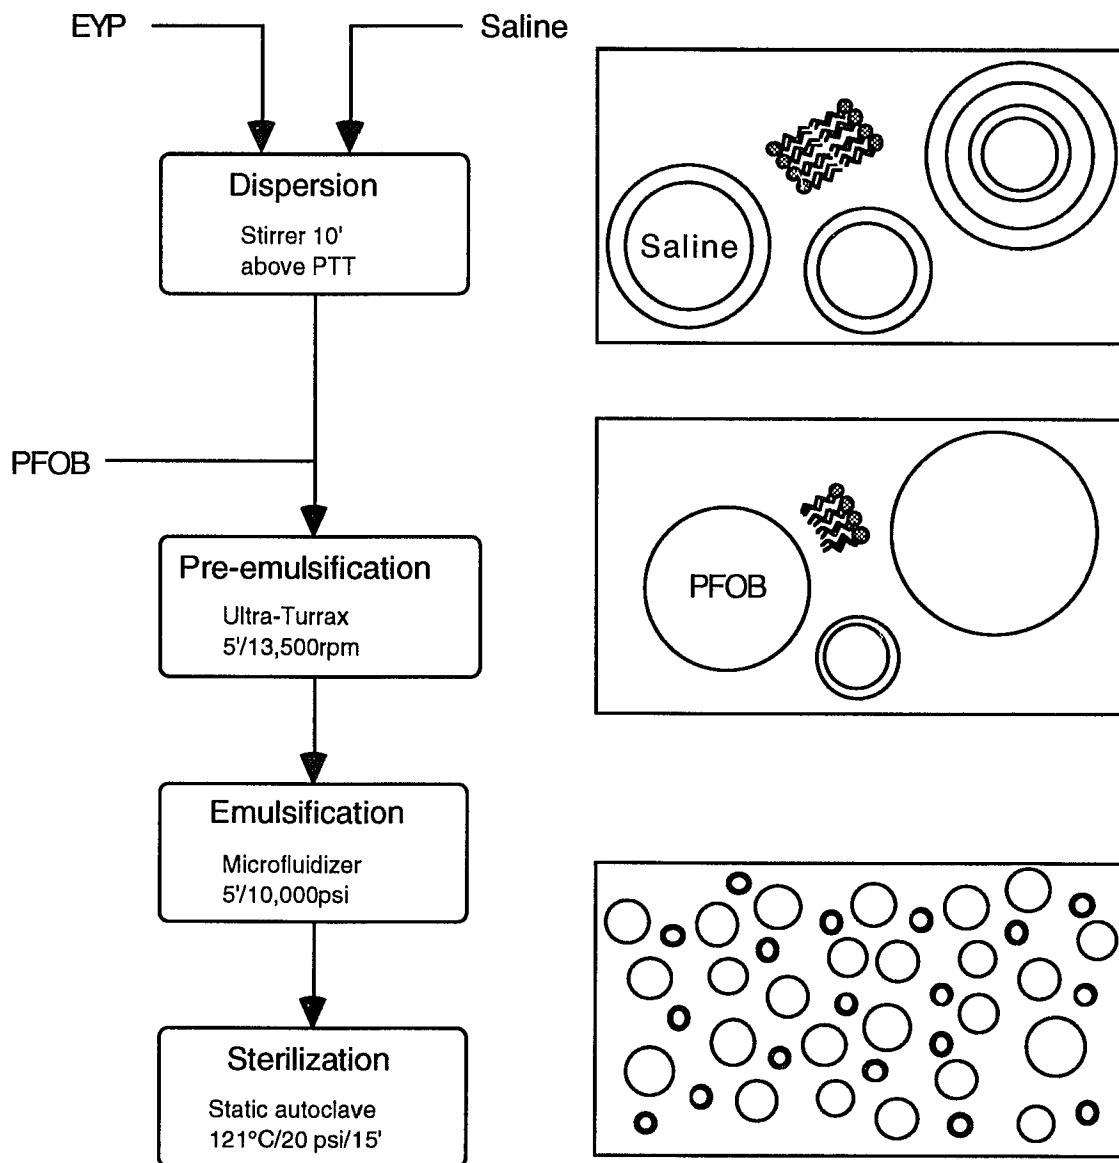 EYP
Saline
Dispersion
Stirrer 10'
above PTT
Saline
PFOB
Pre-emulsification
Ultra-Turrax
5'/13,500rpm
PFOB
Emulsification
Microfluidizer
5'/10,000psi
Sterilization
Static autoclave
121°C/20 psi/15'